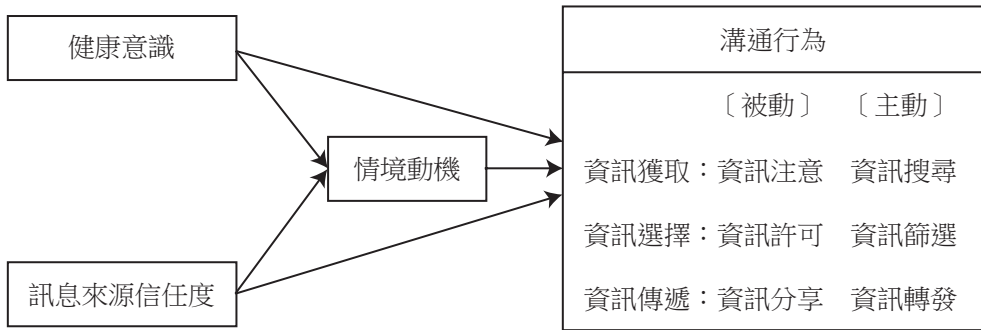 健康意識
訊息來源信任度
情境動機
溝通行為
〔被動〕 〔主動〕
資訊獲取：資訊注意 資訊搜尋
資訊選擇：資訊許可 資訊篩選
資訊傳遞：資訊分享 資訊轉發